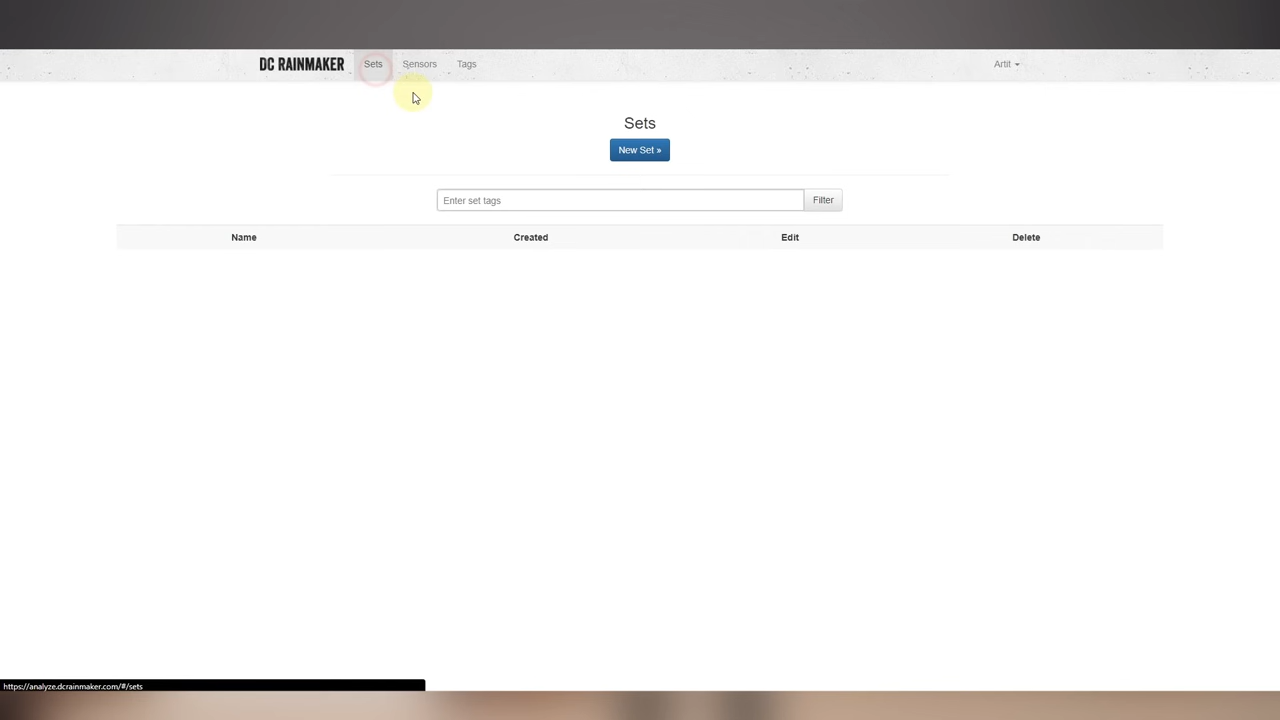 DC RAINMAKER Sets Sensors Tags Artit
Sets
New Set »
Enter set tags Filter
Name Created Edit Delete
https://analyze.dcrainmaker.com/#/sets